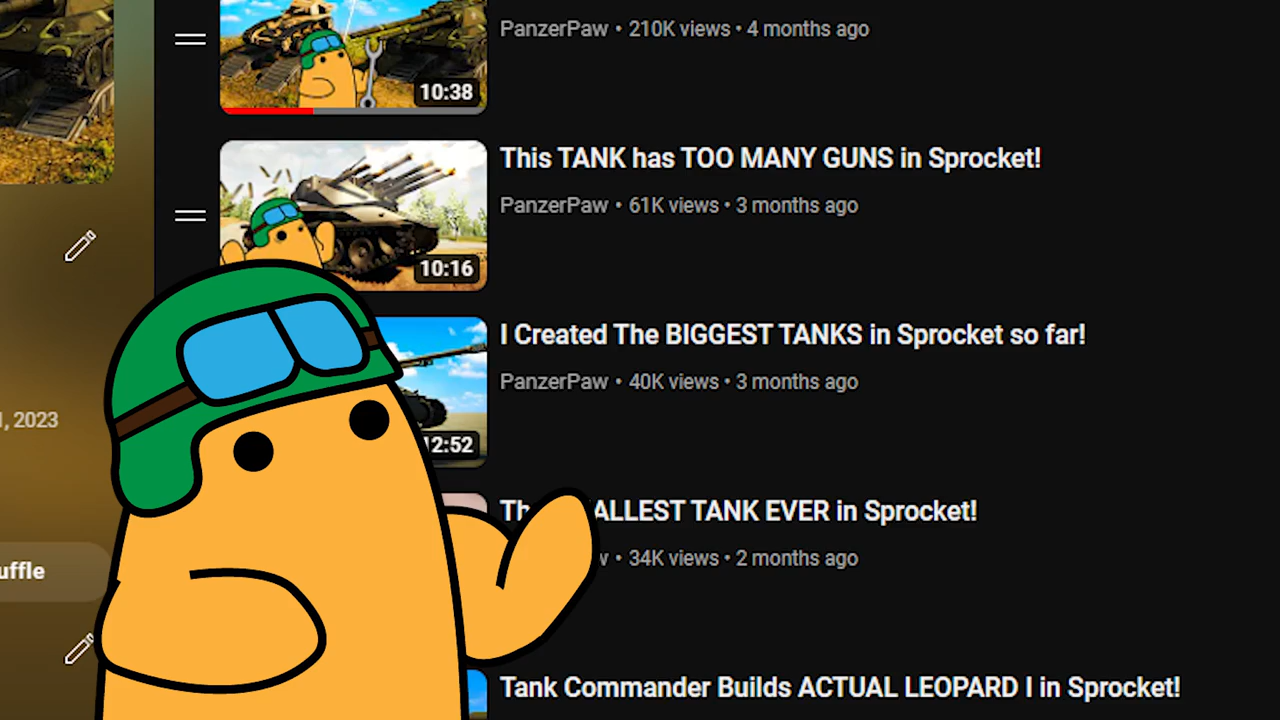 PanzerPaw • 210K views • 4 months ago
10:38
This TANK has TOO MANY GUNS in Sprocket!
PanzerPaw • 61K views • 3 months ago
10:16
I Created The BIGGEST TANKS in Sprocket so far!
PanzerPaw • 40K views • 3 months ago
, 2023
2:52
Th ALLEST TANK EVER in Sprocket!
w • 34K views • 2 months ago
uffle
Tank Commander Builds ACTUAL LEOPARD I in Sprocket!